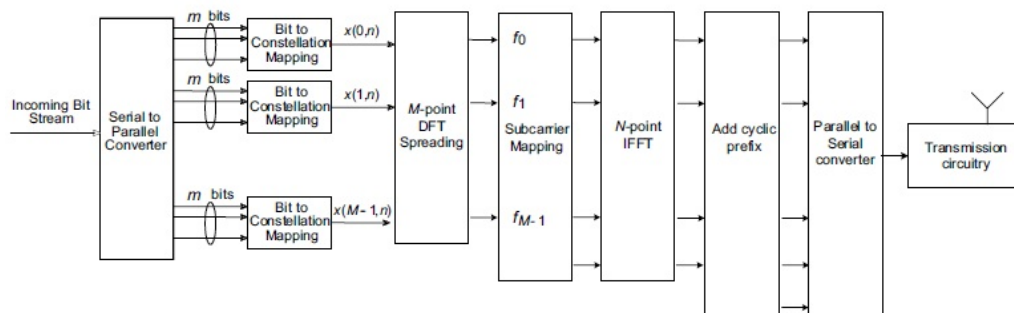 Incoming Bit
Stream
Serial to
Parallel
Converter
m bits
Bit to
Constellation
Mapping
x(0,n)
m bits
Bit to
Constellation
Mapping
x(1,n)
m bits
Bit to
Constellation
Mapping
x(M-1,n)
M-point
DFT
Spreading
f0
f1
Subcarrier
Mapping
fM-1
N-point
IFFT
Add cyclic
prefix
Parallel to
Serial
converter
Transmission
circuitry